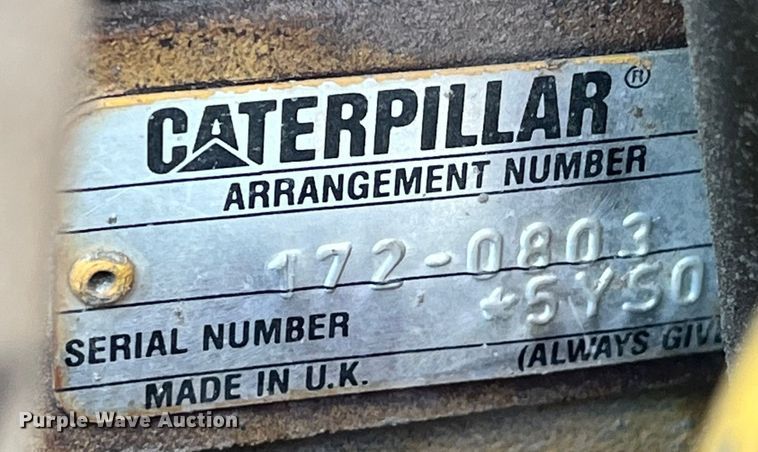 CATERPILLAR®
ARRANGEMENT NUMBER
172-0803
SERIAL NUMBER *5YS0
MADE IN U.K. (ALWAYS GIV
Purple Wave Auction